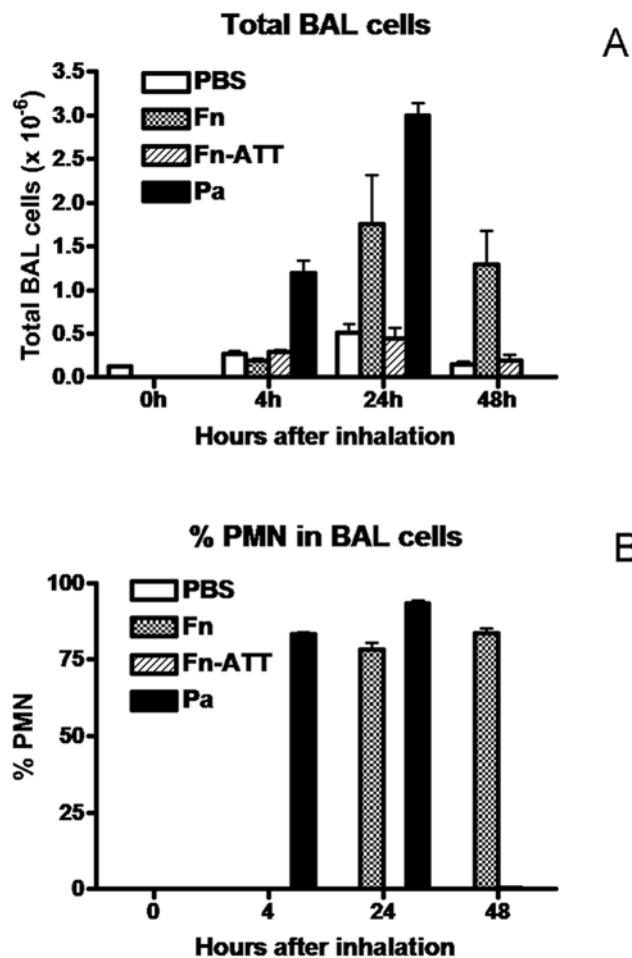 Total BAL cells
A
Total BAL cells (x 10⁻⁶)
3.5
3.0
2.5
2.0
1.5
1.0
0.5
0.0
PBS
Fn
Fn-ATT
Pa
0h 4h 24h 48h
Hours after inhalation
% PMN in BAL cells
B
% PMN
100
75
50
25
0
PBS
Fn
Fn-ATT
Pa
0 4 24 48
Hours after inhalation